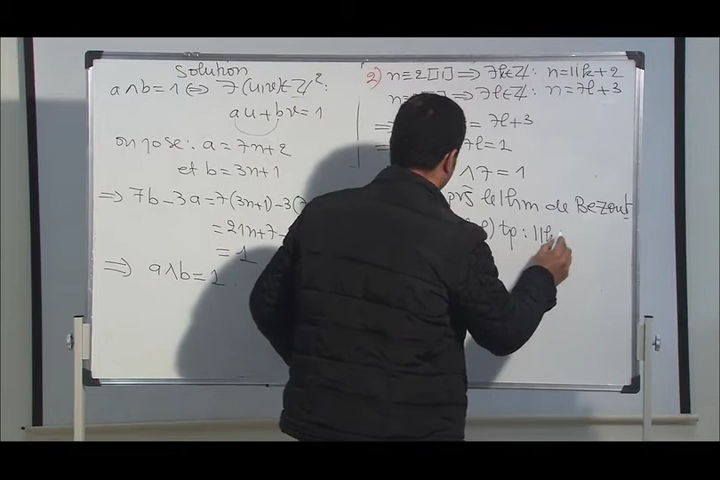 Solution
a∧b=1 ⟺ ∃(u,v)∈ℤ²:
au+bv=1
on pose: a=7n+2
et b=3n+1
⟹ 7b-3a=7(3n+1)-3(7
=21n+7-
=1
⟹ a∧b=1
2) n≡2[11] ⟹ ∃k∈ℤ: n=11k+2
⟹ ∃l∈ℤ: n=7l+3
⟹ = 7l+3
7l=1
∧7=1
le thm de Bezout
) tq: 11k